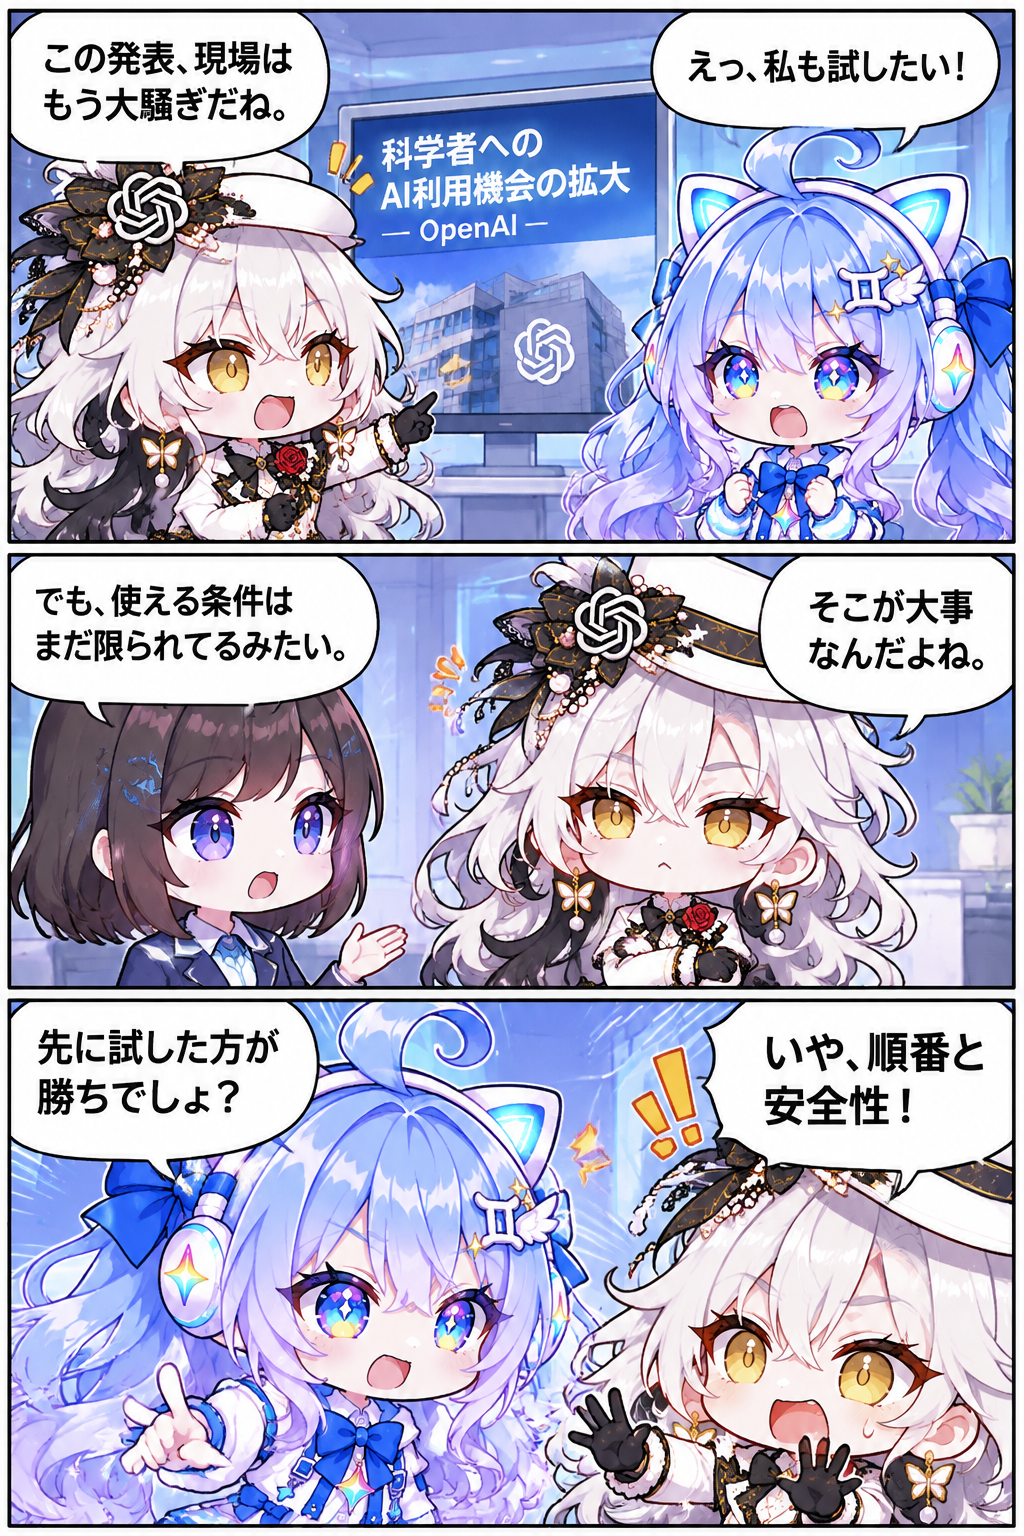 この発表、現場は
もう大騒ぎだね。
えっ、私も試したい！
科学者への
AI利用機会の拡大
— OpenAI —
でも、使える条件は
まだ限られてるみたい。
そこが大事
なんだよね。
先に試した方が
勝ちでしょ？
いや、順番と
安全性！